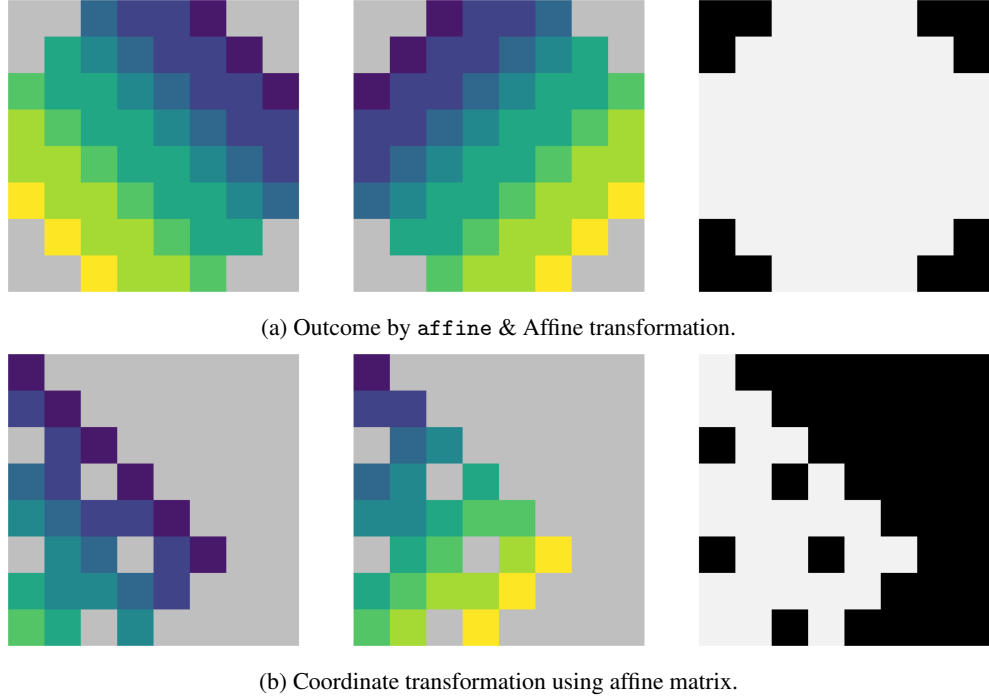 (a) Outcome by affine & Affine transformation.
(b) Coordinate transformation using affine matrix.